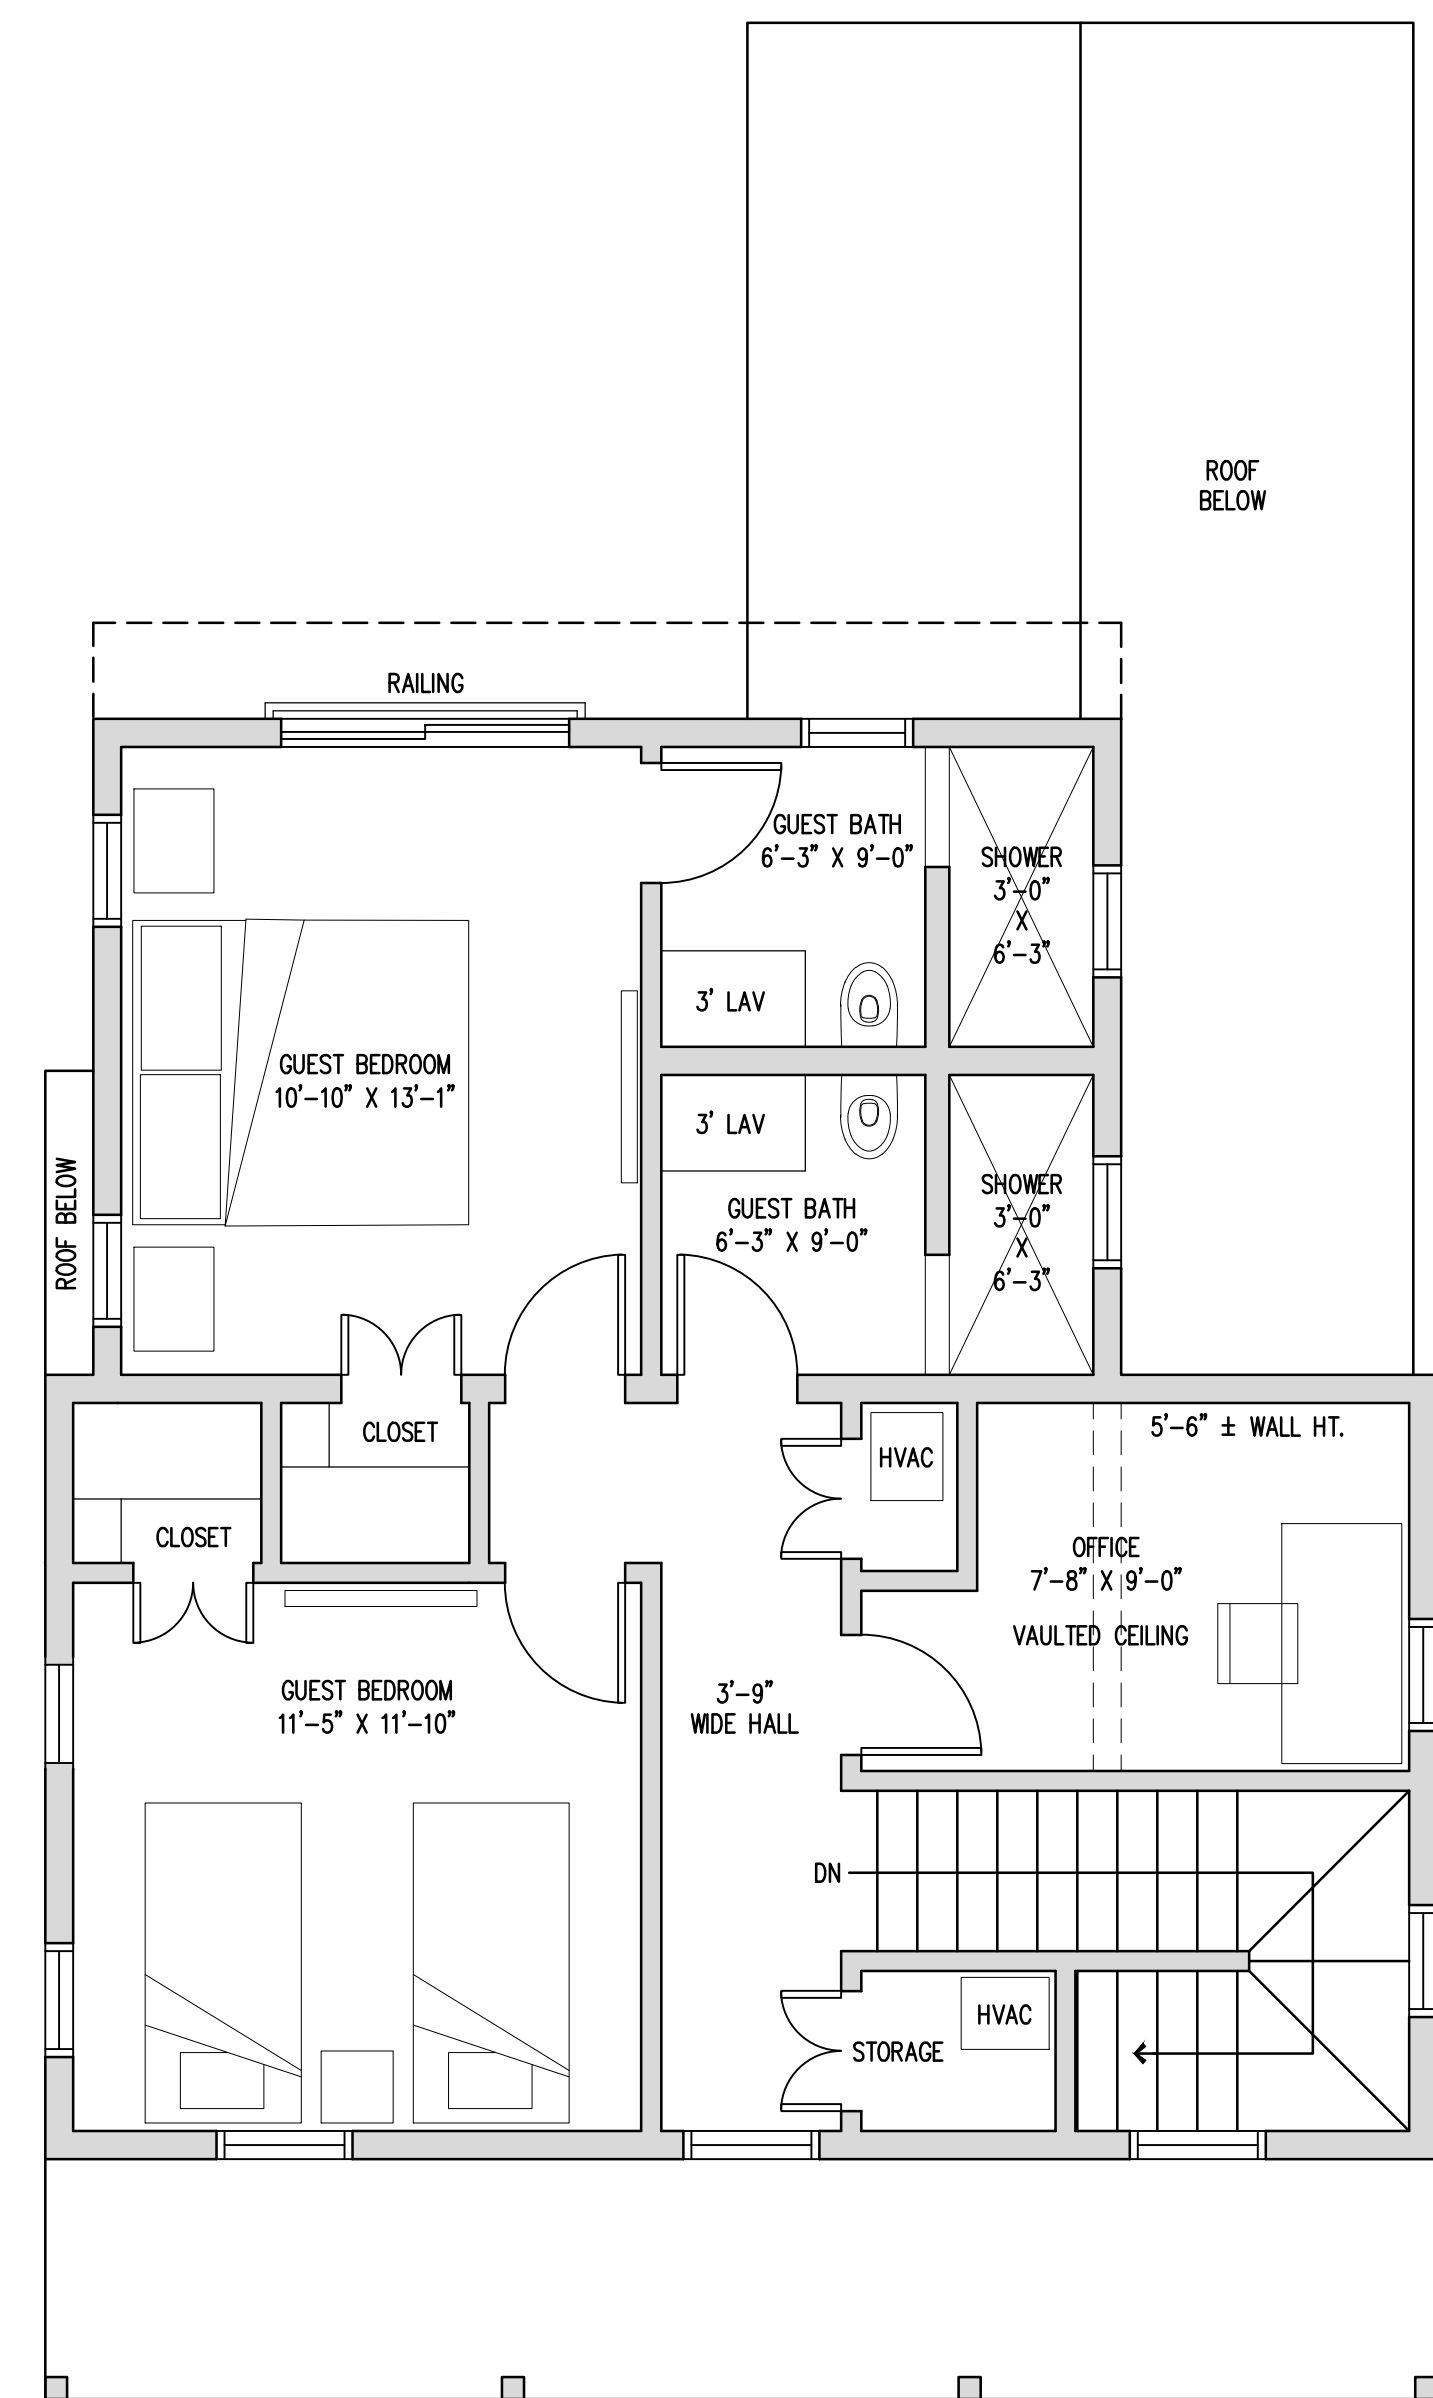 ROOF
BELOW
RAILING
GUEST BATH
6'-3" X 9'-0"
SHOWER
3'-0"
X
6'-3"
3' LAV
GUEST BEDROOM
10'-10" X 13'-1"
3' LAV
ROOF BELOW
GUEST BATH
6'-3" X 9'-0"
SHOWER
3'-0"
X
6'-3"
CLOSET
5'-6" ± WALL HT.
HVAC
CLOSET
OFFICE
7'-8" X 9'-0"
VAULTED CEILING
GUEST BEDROOM
11'-5" X 11'-10"
3'-9"
WIDE HALL
DN
HVAC
STORAGE